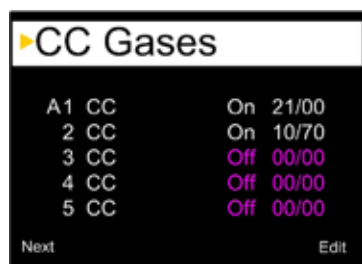 CC Gases
A1 CC On 21/00
2 CC On 10/70
3 CC Off 00/00
4 CC Off 00/00
5 CC Off 00/00
Next Edit